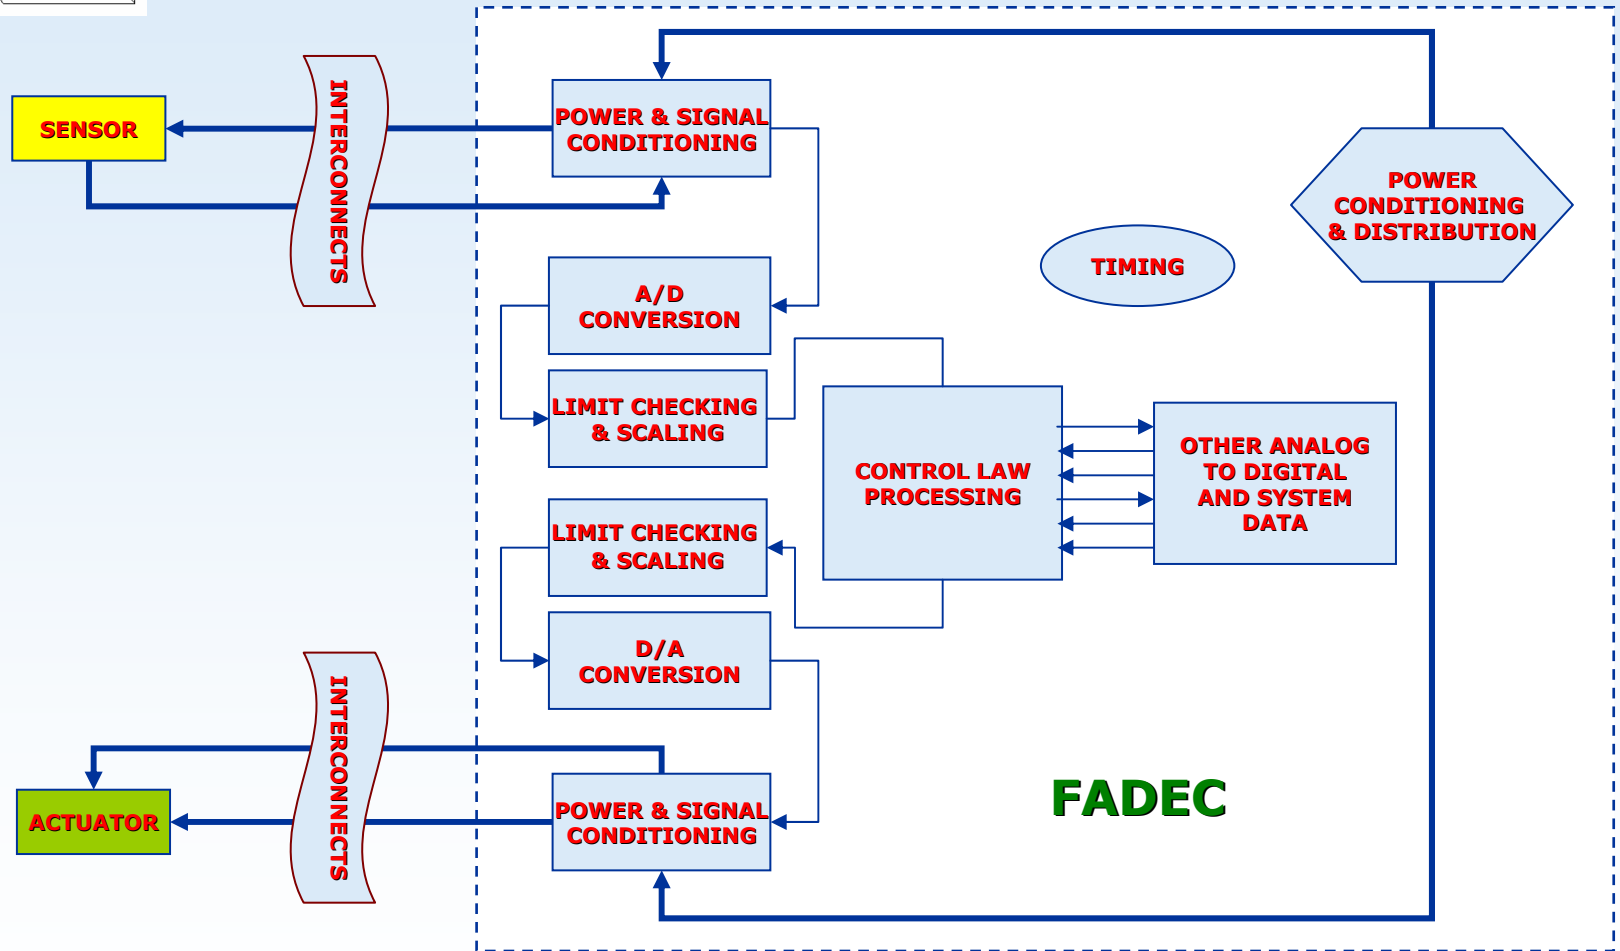 SENSOR
INTERCONNECTS
POWER & SIGNAL
CONDITIONING
POWER
CONDITIONING
& DISTRIBUTION
TIMING
A/D
CONVERSION
LIMIT CHECKING
& SCALING
CONTROL LAW
PROCESSING
OTHER ANALOG
TO DIGITAL
AND SYSTEM
DATA
LIMIT CHECKING
& SCALING
D/A
CONVERSION
INTERCONNECTS
ACTUATOR
POWER & SIGNAL
CONDITIONING
FADEC